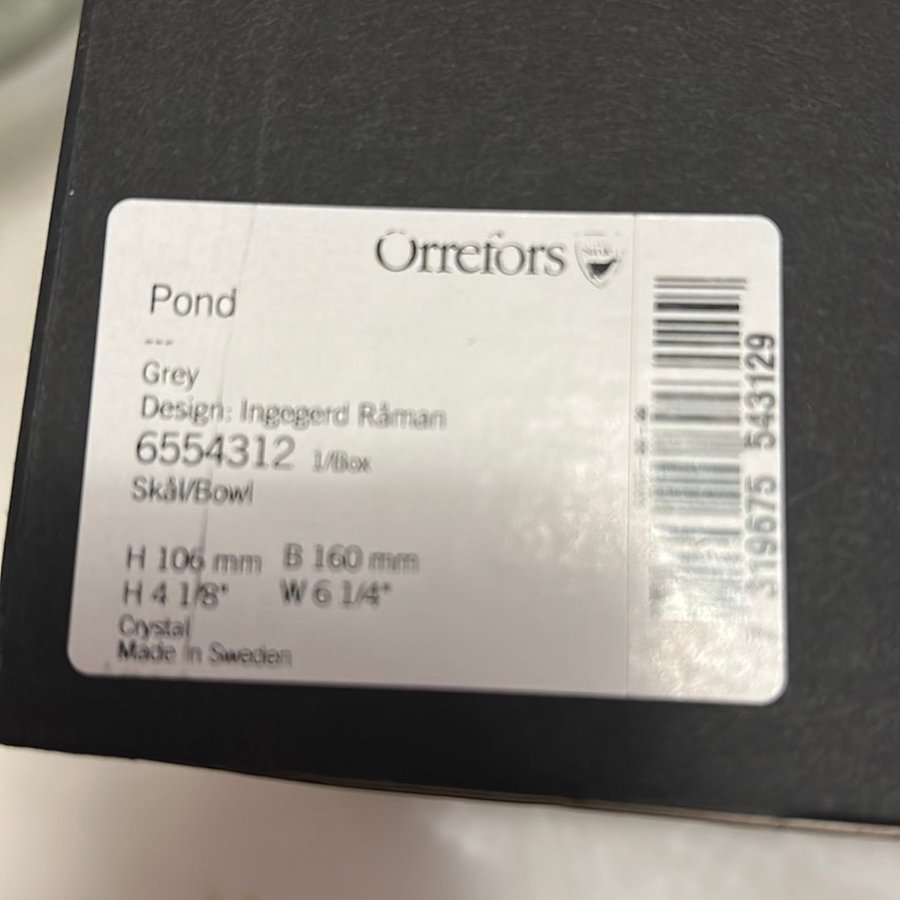 Orrefors
Pond
---
Grey
Design: Ingegerd Råman
6554312 1/Box
Skål/Bowl
H 106 mm B 160 mm
H 4 1/8" W 6 1/4"
Crystal
Made in Sweden
7 319675 543129